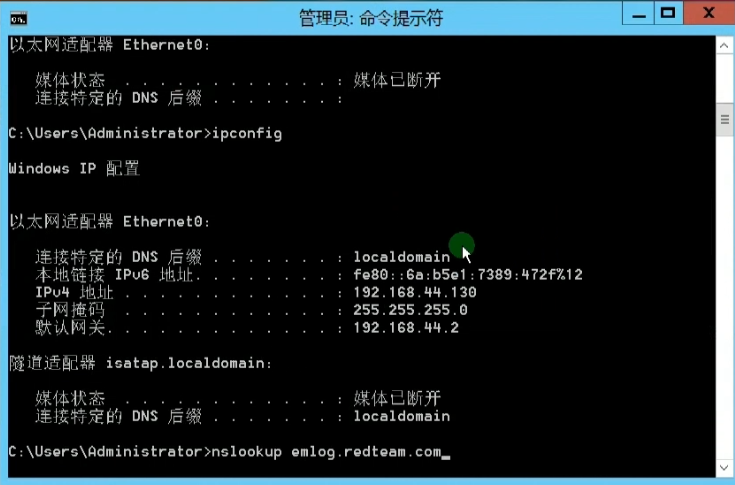 管理员: 命令提示符
以太网适配器 Ethernet0:
媒体状态 . . . . . . . . . . . . : 媒体已断开
连接特定的 DNS 后缀 . . . . . . . :
C:\Users\Administrator>ipconfig
Windows IP 配置
以太网适配器 Ethernet0:
连接特定的 DNS 后缀 . . . . . . . : localdomain
本地链接 IPv6 地址. . . . . . . . : fe80::6a:b5e1:7389:472f%12
IPv4 地址 . . . . . . . . . . . . : 192.168.44.130
子网掩码 . . . . . . . . . . . . : 255.255.255.0
默认网关. . . . . . . . . . . . . : 192.168.44.2
隧道适配器 isatap.localdomain:
媒体状态 . . . . . . . . . . . . : 媒体已断开
连接特定的 DNS 后缀 . . . . . . . : localdomain
C:\Users\Administrator>nslookup emlog.redteam.com_